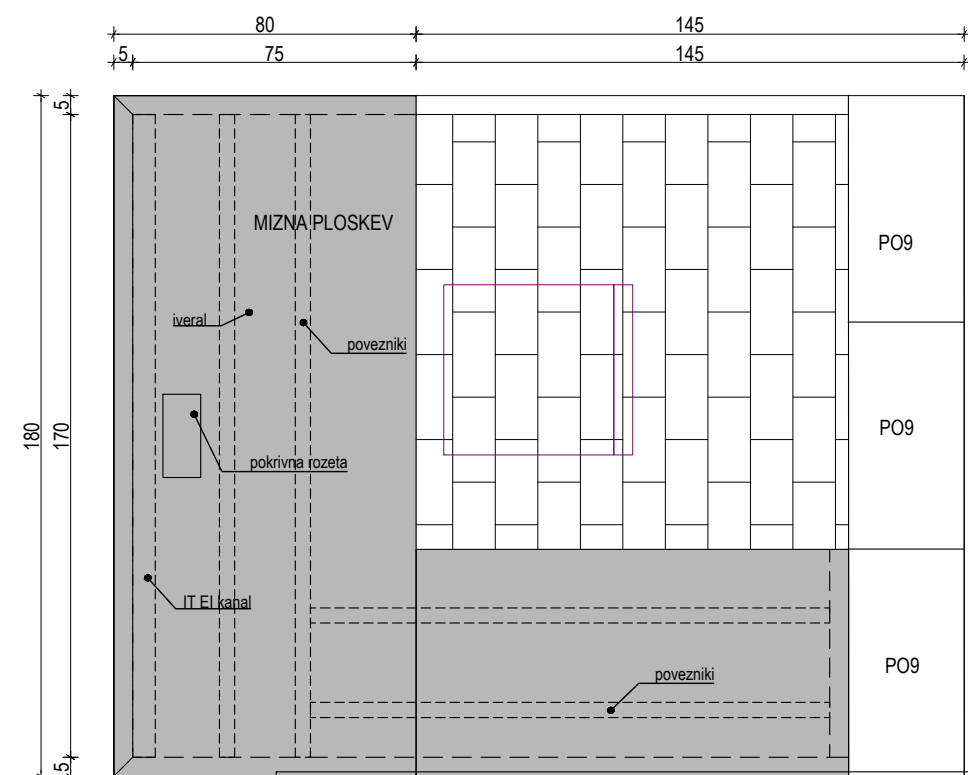 80
145
5
75
145
5
180
170
5
MIZNA PLOSKEV
PO9
iveral
povezniki
pokrivna rozeta
PO9
IT EI kanal
povezniki
PO9